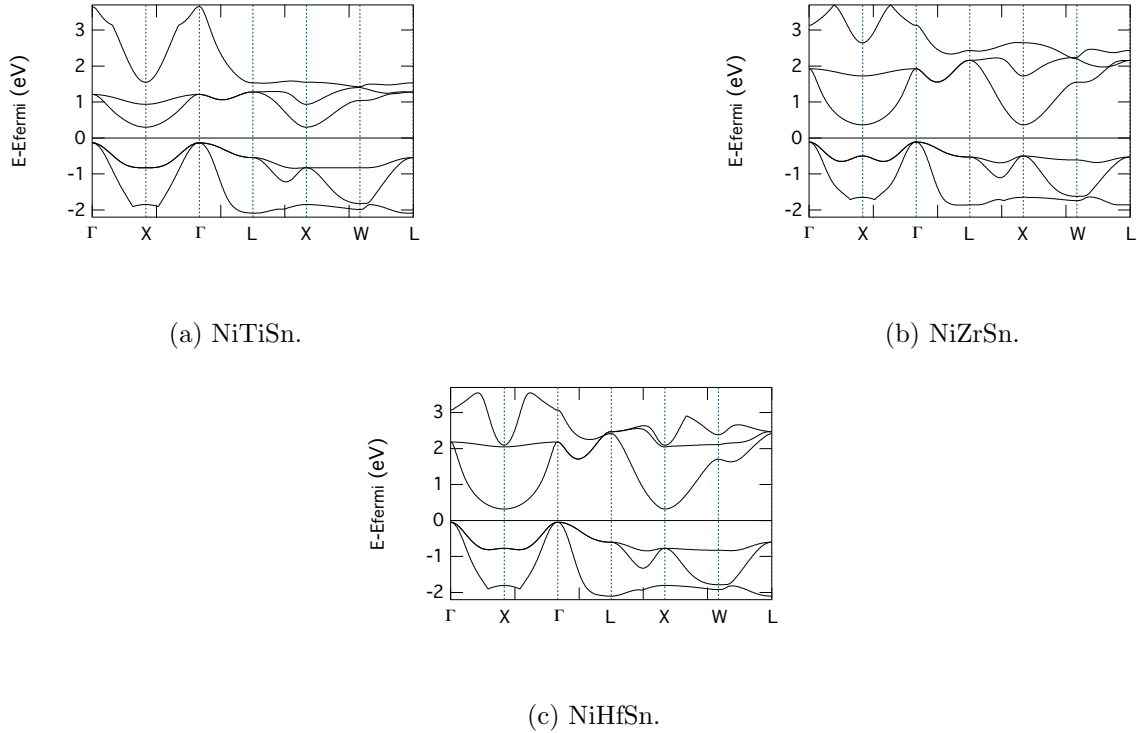 E-Efermi (eV)
3
2
1
0
-1
-2
Γ X Γ L X W L
(a) NiTiSn.
E-Efermi (eV)
3
2
1
0
-1
-2
Γ X Γ L X W L
(b) NiZrSn.
E-Efermi (eV)
3
2
1
0
-1
-2
Γ X Γ L X W L
(c) NiHfSn.